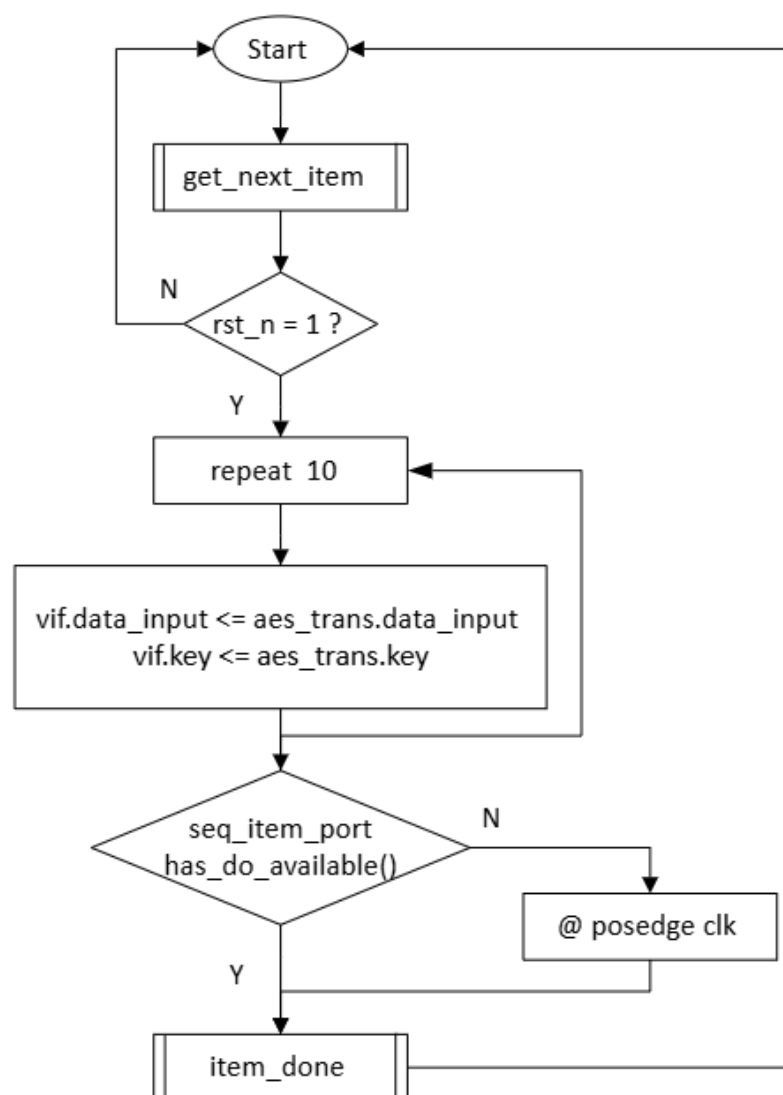 Start
get_next_item
N
rst_n = 1 ?
Y
repeat 10
vif.data_input <= aes_trans.data_input
vif.key <= aes_trans.key
seq_item_port
has_do_available()
N
@ posedge clk
Y
item_done